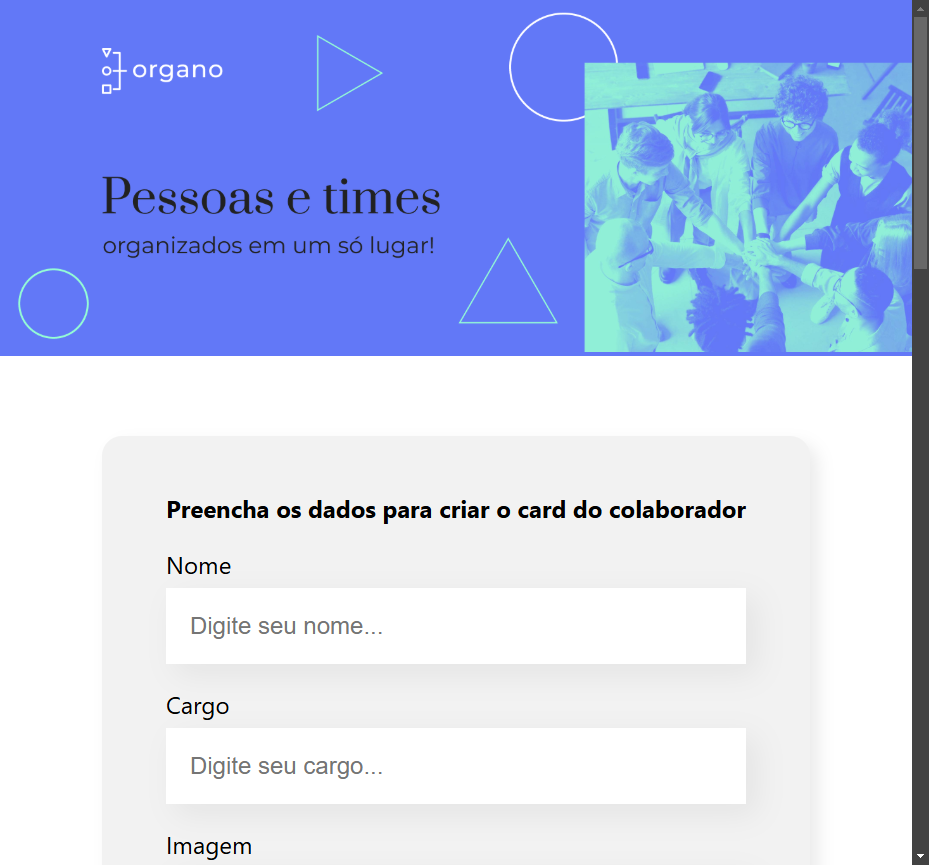 organo
Pessoas e times
organizados em um só lugar!
Preencha os dados para criar o card do colaborador
Nome
Digite seu nome...
Cargo
Digite seu cargo...
Imagem